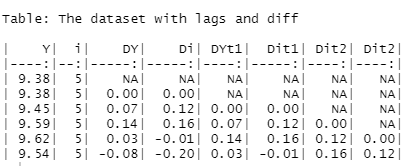 Table: The dataset with lags and diff
| Y| i| DY| Di| DYt1| Dit1| Dit2| Dit2|
|----:|--:|-----:|-----:|----:|-----:|----:|----:|
| 9.38| 5| NA| NA| NA| NA| NA| NA|
| 9.38| 5| 0.00| 0.00| NA| NA| NA| NA|
| 9.45| 5| 0.07| 0.12| 0.00| 0.00| NA| NA|
| 9.59| 5| 0.14| 0.16| 0.07| 0.12| 0.00| NA|
| 9.62| 5| 0.03| -0.01| 0.14| 0.16| 0.12| 0.00|
| 9.54| 5| -0.08| -0.20| 0.03| -0.01| 0.16| 0.12|